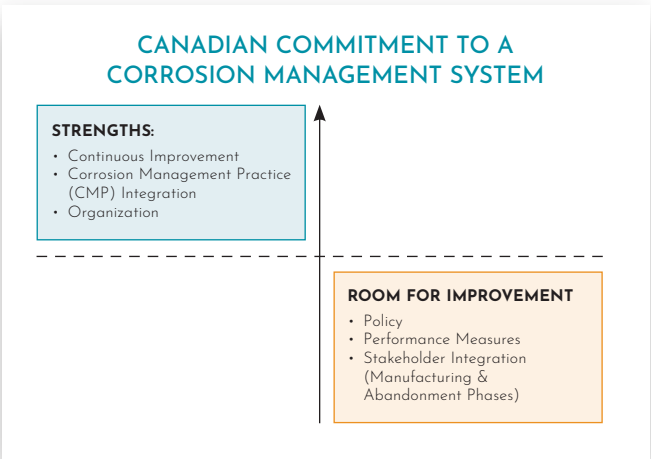 CANADIAN COMMITMENT TO A
CORROSION MANAGEMENT SYSTEM
STRENGTHS:
• Continuous Improvement
• Corrosion Management Practice
(CMP) Integration
• Organization
ROOM FOR IMPROVEMENT
• Policy
• Performance Measures
• Stakeholder Integration
(Manufacturing &
Abandonment Phases)